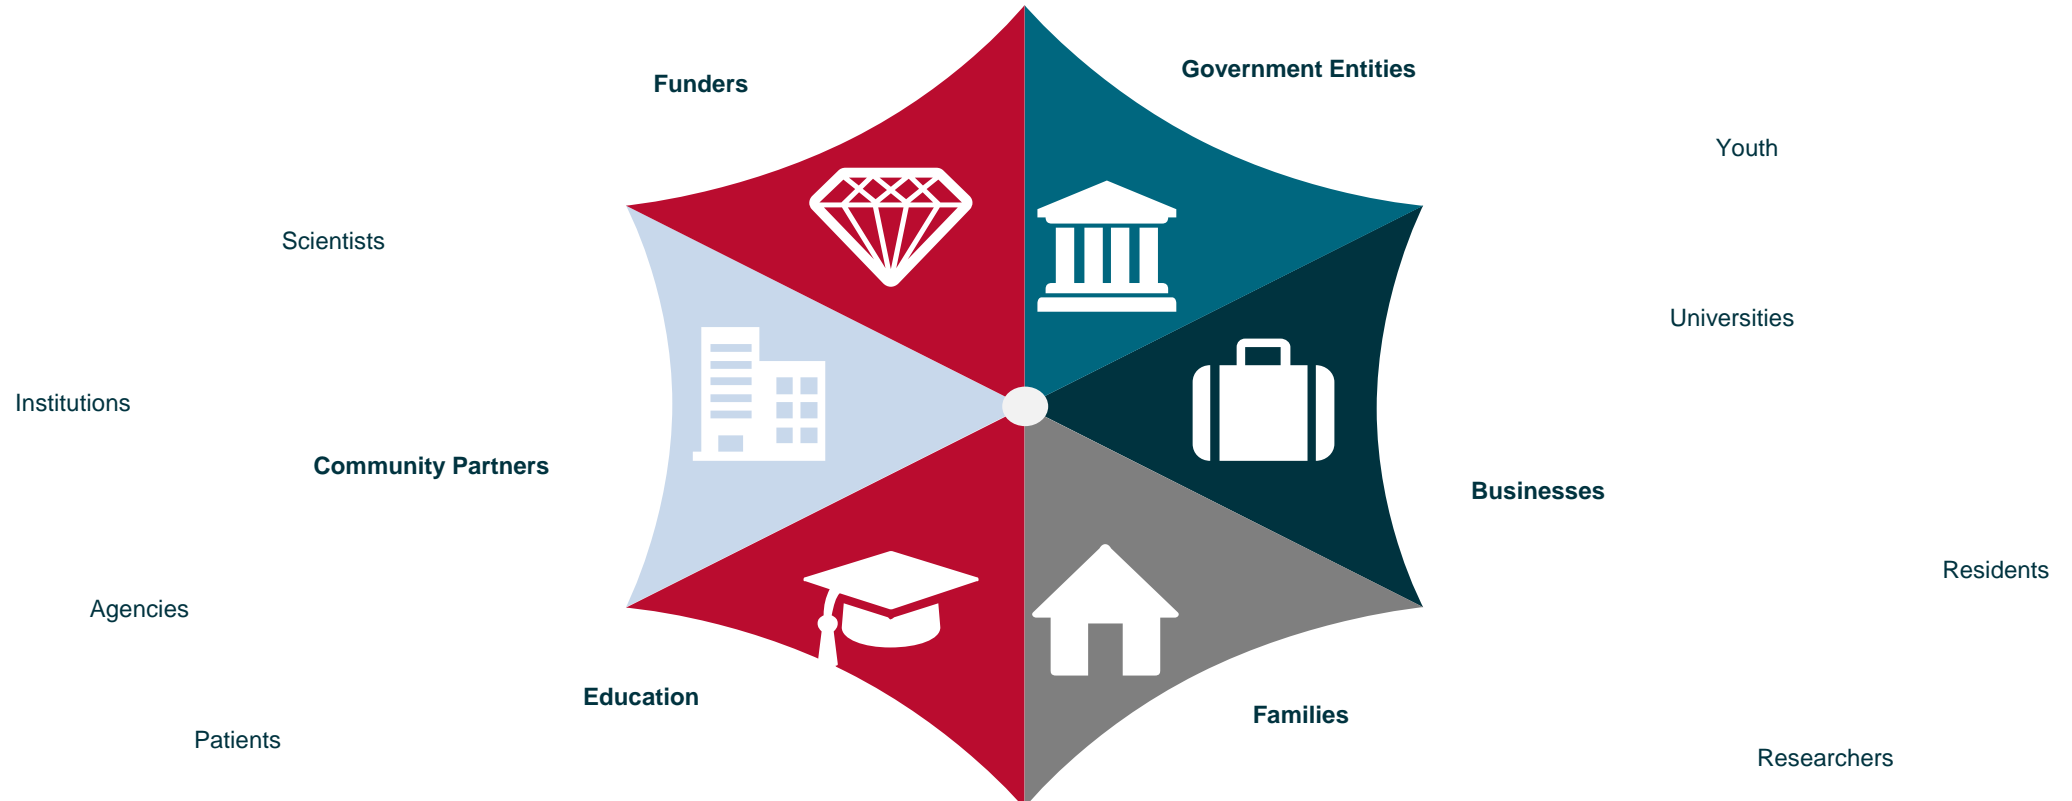 Government Entities
Funders
Youth
Scientists
Universities
Institutions
Community Partners
Businesses
Residents
Agencies
Education
Families
Patients
Researchers